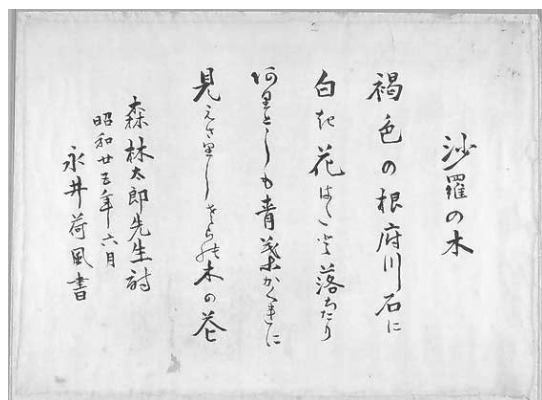 沙羅の木
褐色の根府川石に
白き花はたと落ちたり
阿里としも青葉かくれに
見えさりしさらの木の花
森林太郎先生詩
昭和廿五年六月
永井荷風書